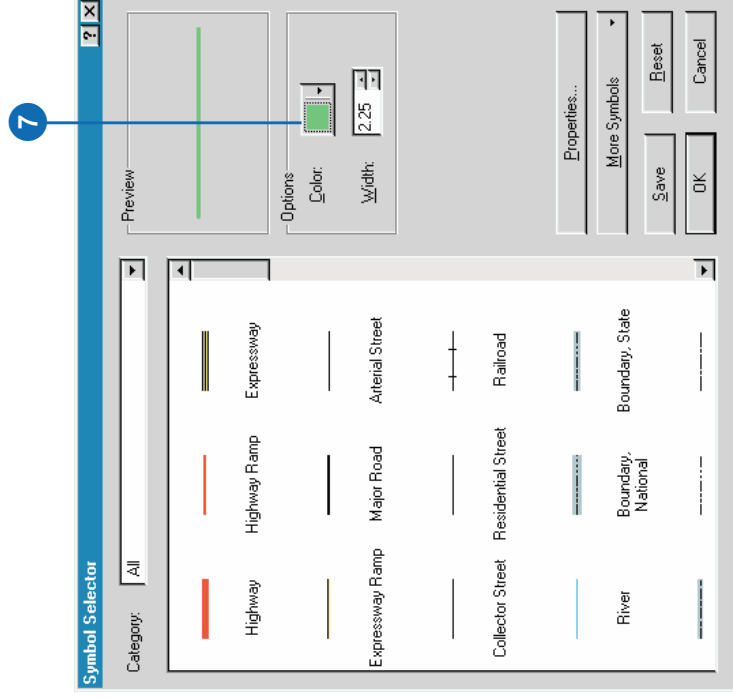 7
Symbol Selector
? X
Category:
All
Highway
Highway Ramp
Expressway
Expressway Ramp
Major Road
Arterial Street
Collector Street
Residential Street
Railroad
River
Boundary,
National
Boundary, State
Preview
Options
Color:
Width:
2.25
Properties...
More Symbols
Save
Reset
OK
Cancel